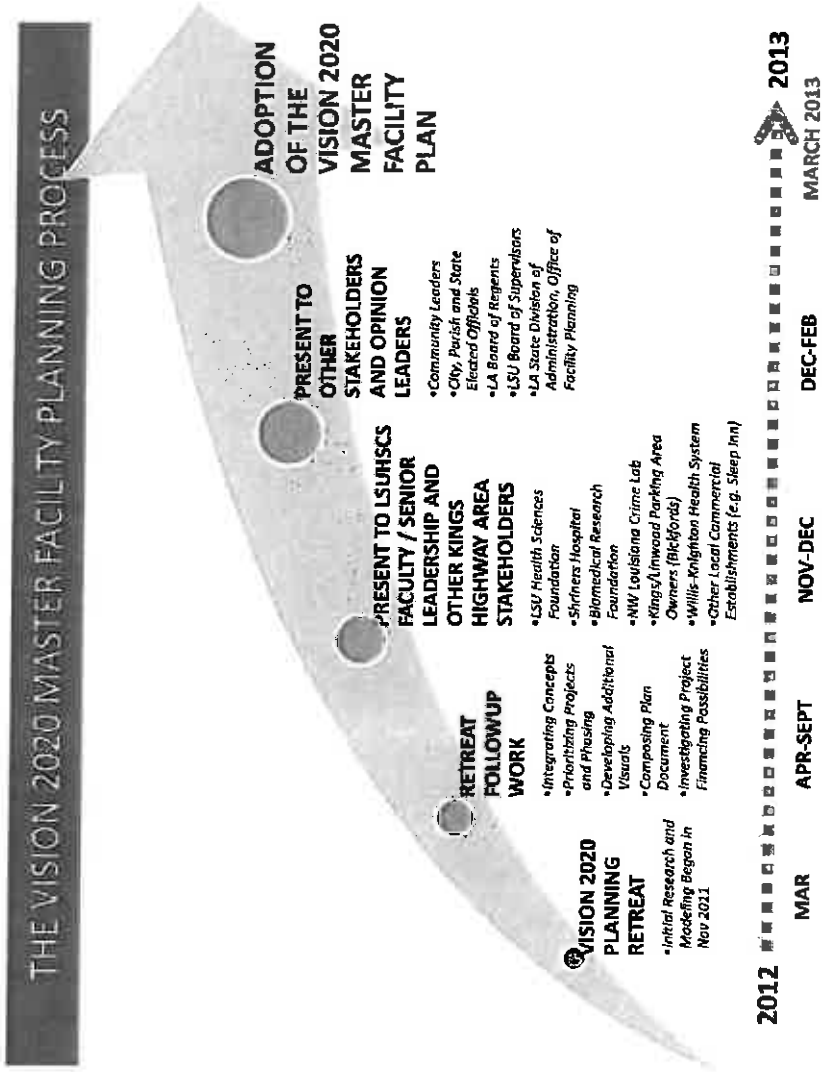 THE VISION 2020 MASTER FACILITY PLANNING PROCESS
VISION 2020
PLANNING
RETREAT
•Initial Research and
Modeling Began in
Nov 2011
RETREAT
FOLLOWUP
WORK
•Integrating Concepts
•Prioritizing Projects
and Phasing
•Developing Additional
Visuals
•Composing Plan
Document
•Investigating Project
Financing Possibilities
PRESENT TO LSUHSCS
FACULTY / SENIOR
LEADERSHIP AND
OTHER KINGS
HIGHWAY AREA
STAKEHOLDERS
•LSU Health Sciences
Foundation
•Shriners Hospital
•Biomedical Research
Foundation
•NW Louisiana Crime Lab
•Kings/Linwood Parking Area
Owners (Bickfords)
•Willis-Knighton Health System
•Other Local Commercial
Establishments (e.g. Sleep Inn)
PRESENT TO
OTHER
STAKEHOLDERS
AND OPINION
LEADERS
•Community Leaders
•City, Parish and State
Elected Officials
•LA Board of Regents
•LSU Board of Supervisors
•LA State Division of
Administration, Office of
Facility Planning
ADOPTION
OF THE
VISION 2020
MASTER
FACILITY
PLAN
2012
2013
MAR
APR-SEPT
NOV-DEC
DEC-FEB
MARCH 2013